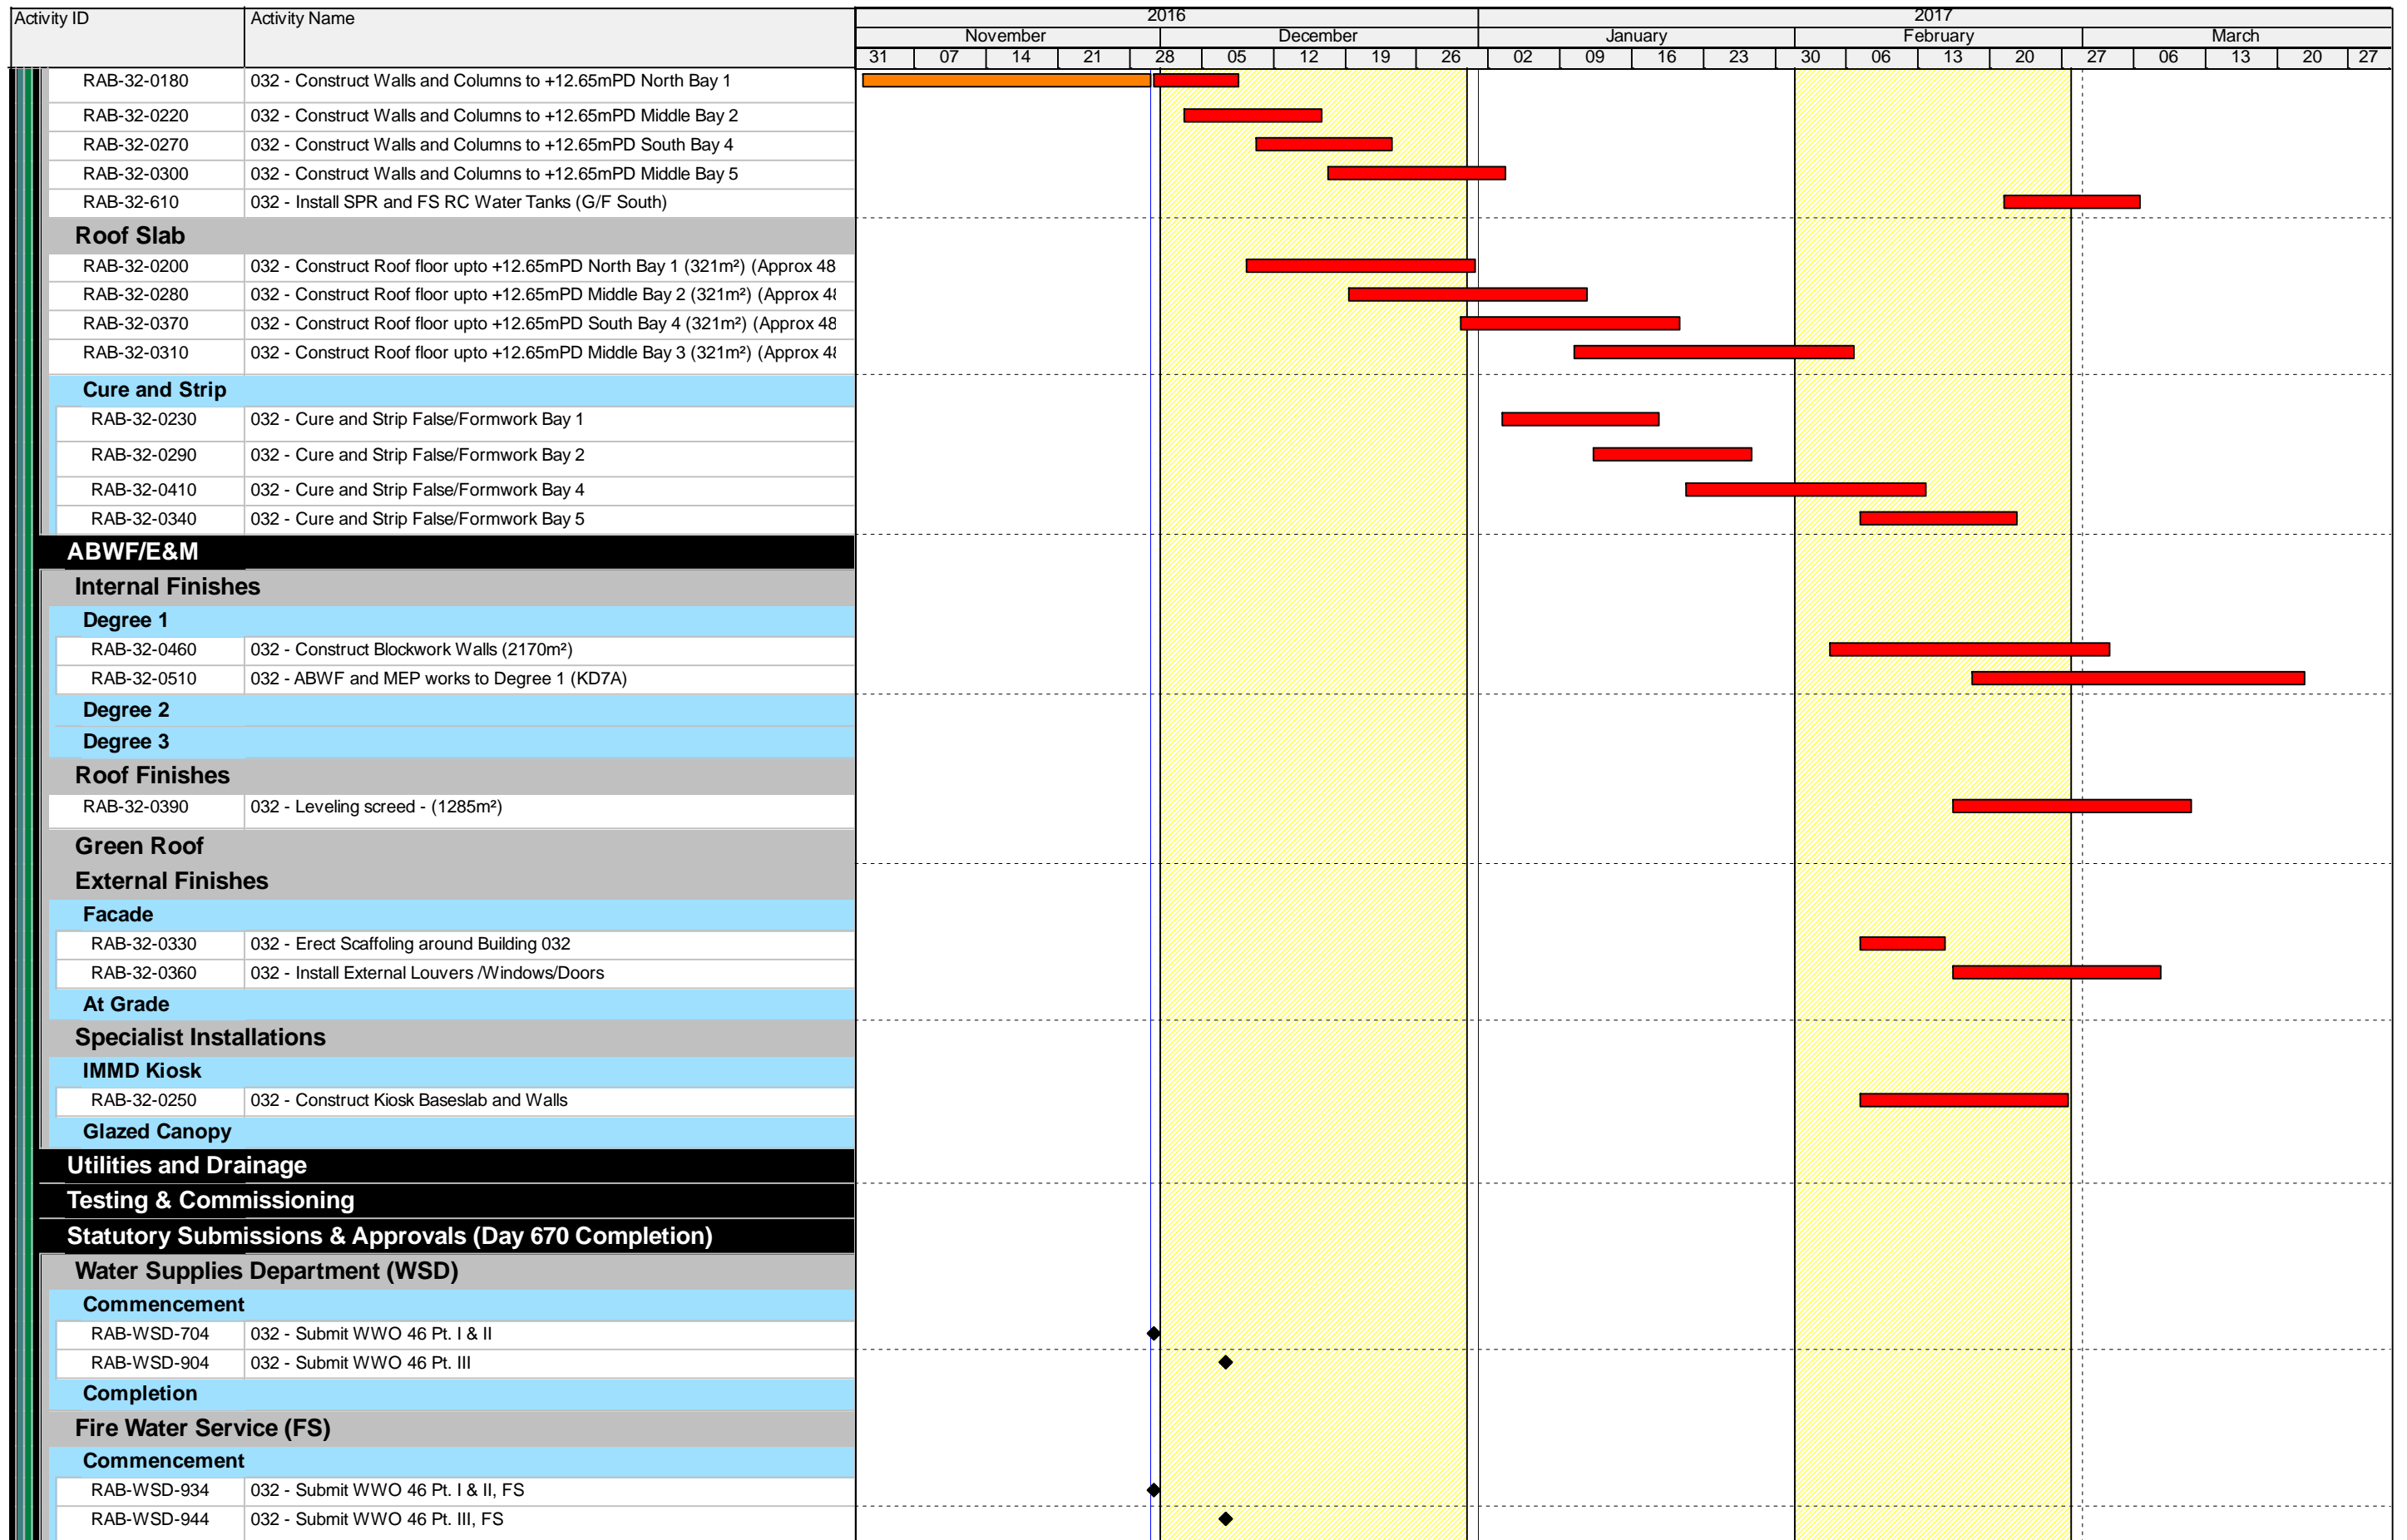 Activity ID Activity Name 2016 2017
November December January February March
31 07 14 21 28 05 12 19 26 02 09 16 23 30 06 13 20 27 06 13 20 27
RAB-32-0180 032 - Construct Walls and Columns to +12.65mPD North Bay 1
RAB-32-0220 032 - Construct Walls and Columns to +12.65mPD Middle Bay 2
RAB-32-0270 032 - Construct Walls and Columns to +12.65mPD South Bay 4
RAB-32-0300 032 - Construct Walls and Columns to +12.65mPD Middle Bay 5
RAB-32-610 032 - Install SPR and FS RC Water Tanks (G/F South)
Roof Slab
RAB-32-0200 032 - Construct Roof floor upto +12.65mPD North Bay 1 (321m²) (Approx 48
RAB-32-0280 032 - Construct Roof floor upto +12.65mPD Middle Bay 2 (321m²) (Approx 48
RAB-32-0370 032 - Construct Roof floor upto +12.65mPD South Bay 4 (321m²) (Approx 48
RAB-32-0310 032 - Construct Roof floor upto +12.65mPD Middle Bay 3 (321m²) (Approx 48
Cure and Strip
RAB-32-0230 032 - Cure and Strip False/Formwork Bay 1
RAB-32-0290 032 - Cure and Strip False/Formwork Bay 2
RAB-32-0410 032 - Cure and Strip False/Formwork Bay 4
RAB-32-0340 032 - Cure and Strip False/Formwork Bay 5
ABWF/E&M
Internal Finishes
Degree 1
RAB-32-0460 032 - Construct Blockwork Walls (2170m²)
RAB-32-0510 032 - ABWF and MEP works to Degree 1 (KD7A)
Degree 2
Degree 3
Roof Finishes
RAB-32-0390 032 - Leveling screed - (1285m²)
Green Roof
External Finishes
Facade
RAB-32-0330 032 - Erect Scaffoling around Building 032
RAB-32-0360 032 - Install External Louvers /Windows/Doors
At Grade
Specialist Installations
IMMD Kiosk
RAB-32-0250 032 - Construct Kiosk Baseslab and Walls
Glazed Canopy
Utilities and Drainage
Testing & Commissioning
Statutory Submissions & Approvals (Day 670 Completion)
Water Supplies Department (WSD)
Commencement
RAB-WSD-704 032 - Submit WWO 46 Pt. I & II
RAB-WSD-904 032 - Submit WWO 46 Pt. III
Completion
Fire Water Service (FS)
Commencement
RAB-WSD-934 032 - Submit WWO 46 Pt. I & II, FS
RAB-WSD-944 032 - Submit WWO 46 Pt. III, FS